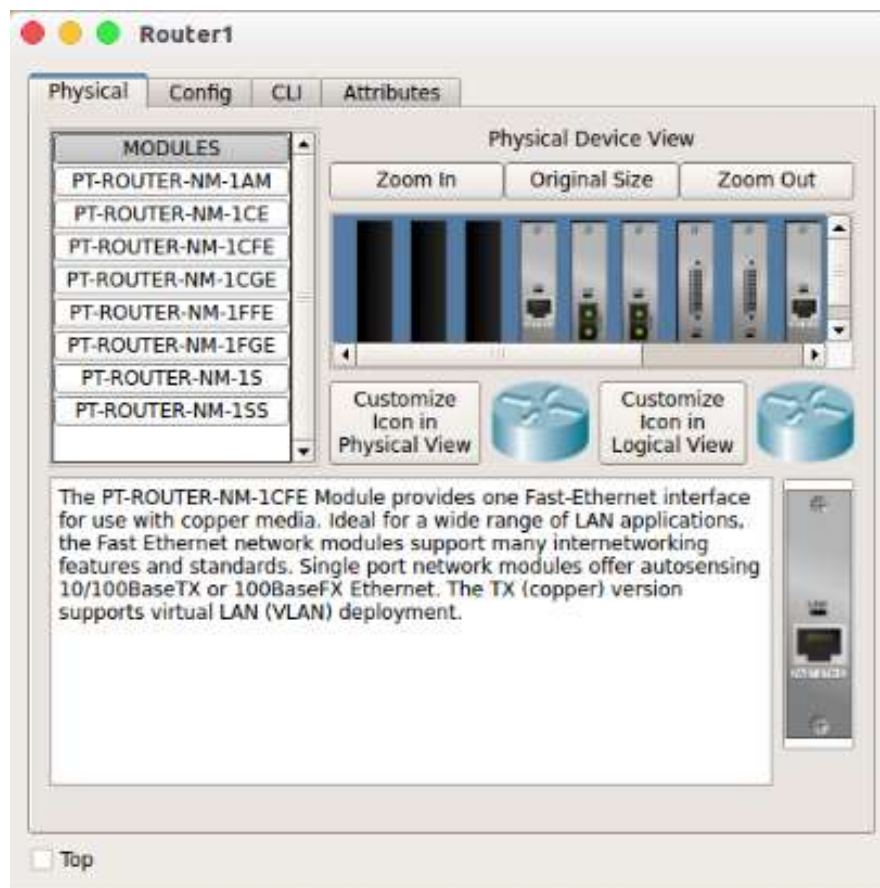 Router1
Physical
Config
CLI
Attributes
MODULES
PT-ROUTER-NM-1AM
PT-ROUTER-NM-1CE
PT-ROUTER-NM-1CFE
PT-ROUTER-NM-1CGE
PT-ROUTER-NM-1FFE
PT-ROUTER-NM-1FGE
PT-ROUTER-NM-1S
PT-ROUTER-NM-1SS
Physical Device View
Zoom In
Original Size
Zoom Out
Customize
Icon in
Physical View
Customize
Icon in
Logical View
The PT-ROUTER-NM-1CFE Module provides one Fast-Ethernet interface
for use with copper media. Ideal for a wide range of LAN applications,
the Fast Ethernet network modules support many internetworking
features and standards. Single port network modules offer autosensing
10/100BaseTX or 100BaseFX Ethernet. The TX (copper) version
supports virtual LAN (VLAN) deployment.
Top